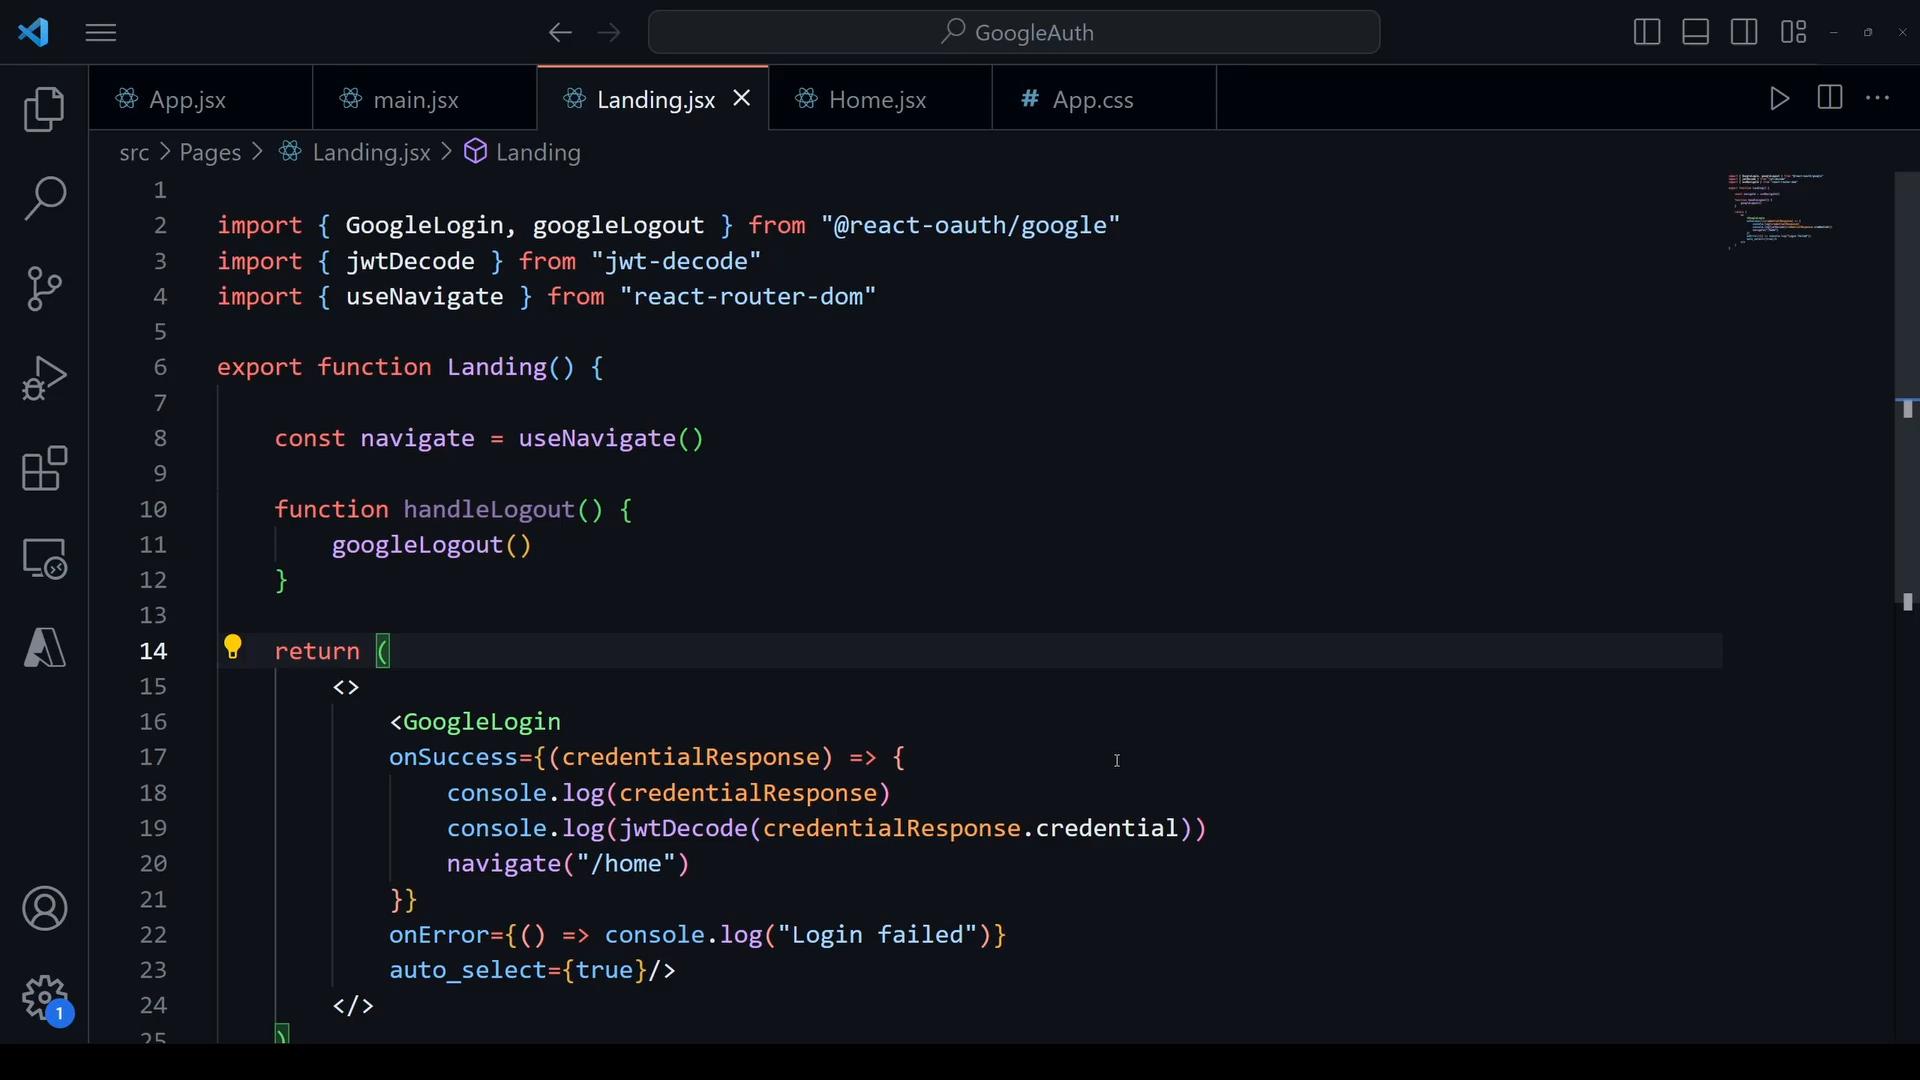 GoogleAuth
App.jsx
main.jsx
Landing.jsx
Home.jsx
# App.css
src > Pages > Landing.jsx > Landing
1
2 import { GoogleLogin, googleLogout } from "@react-oauth/google"
3 import { jwtDecode } from "jwt-decode"
4 import { useNavigate } from "react-router-dom"
5
6 export function Landing() {
7
8 const navigate = useNavigate()
9
10 function handleLogout() {
11 googleLogout()
12 }
13
14 return (
15 <>
16 <GoogleLogin
17 onSuccess={(credentialResponse) => {
18 console.log(credentialResponse)
19 console.log(jwtDecode(credentialResponse.credential))
20 navigate("/home")
21 }}
22 onError={() => console.log("Login failed")}
23 auto_select={true}/>
24 </>
25 )
1